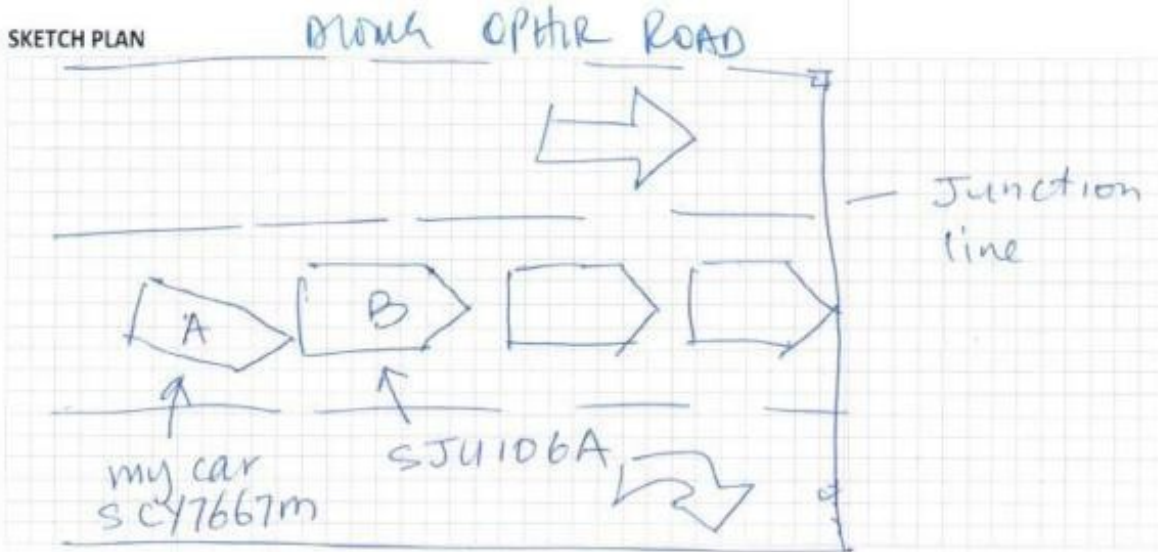 SKETCH PLAN
ALONG OPHIR ROAD
Junction
line
A
B
my car
SCY7667m
SJU106A